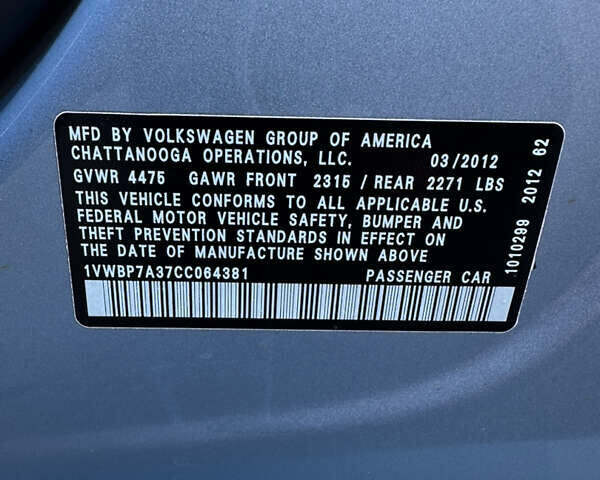 MFD BY VOLKSWAGEN GROUP OF AMERICA
CHATTANOOGA OPERATIONS, LLC. 03/2012
GVWR 4475 GAWR FRONT 2315 / REAR 2271 LBS
THIS VEHICLE CONFORMS TO ALL APPLICABLE U.S.
FEDERAL MOTOR VEHICLE SAFETY, BUMPER AND
THEFT PREVENTION STANDARDS IN EFFECT ON
THE DATE OF MANUFACTURE SHOWN ABOVE
1VWBP7A37CC064381 PASSENGER CAR
1010299 2012 62